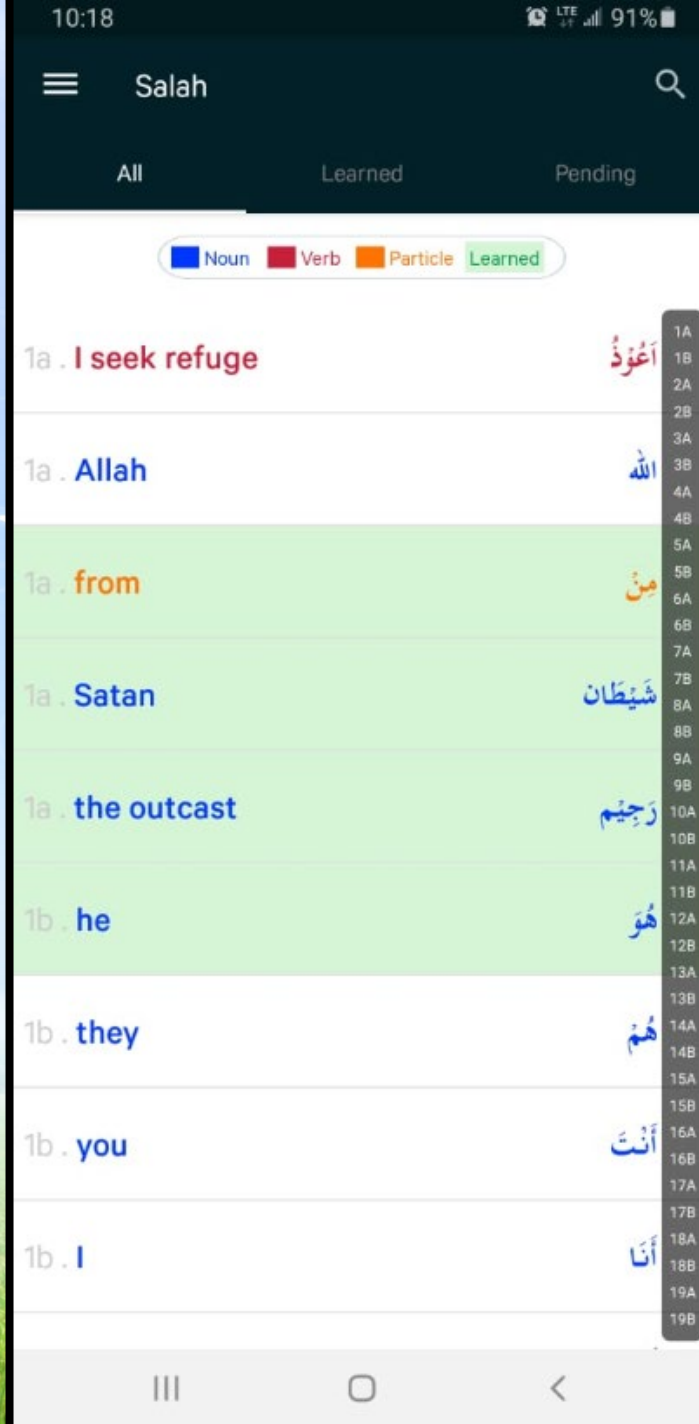 10:18 LTE 91%
Salah
All Learned Pending
Noun Verb Particle Learned
1a . I seek refuge اَعُوْذُ
1a . Allah الله
1a . from مِنْ
1a . Satan شَيْطَان
1a . the outcast رَجِيْم
1b . he هُوَ
1b . they هُمْ
1b . you أَنْتَ
1b . I أَنَا
1A
1B
2A
2B
3A
3B
4A
4B
5A
5B
6A
6B
7A
7B
8A
8B
9A
9B
10A
10B
11A
11B
12A
12B
13A
13B
14A
14B
15A
15B
16A
16B
17A
17B
18A
18B
19A
19B